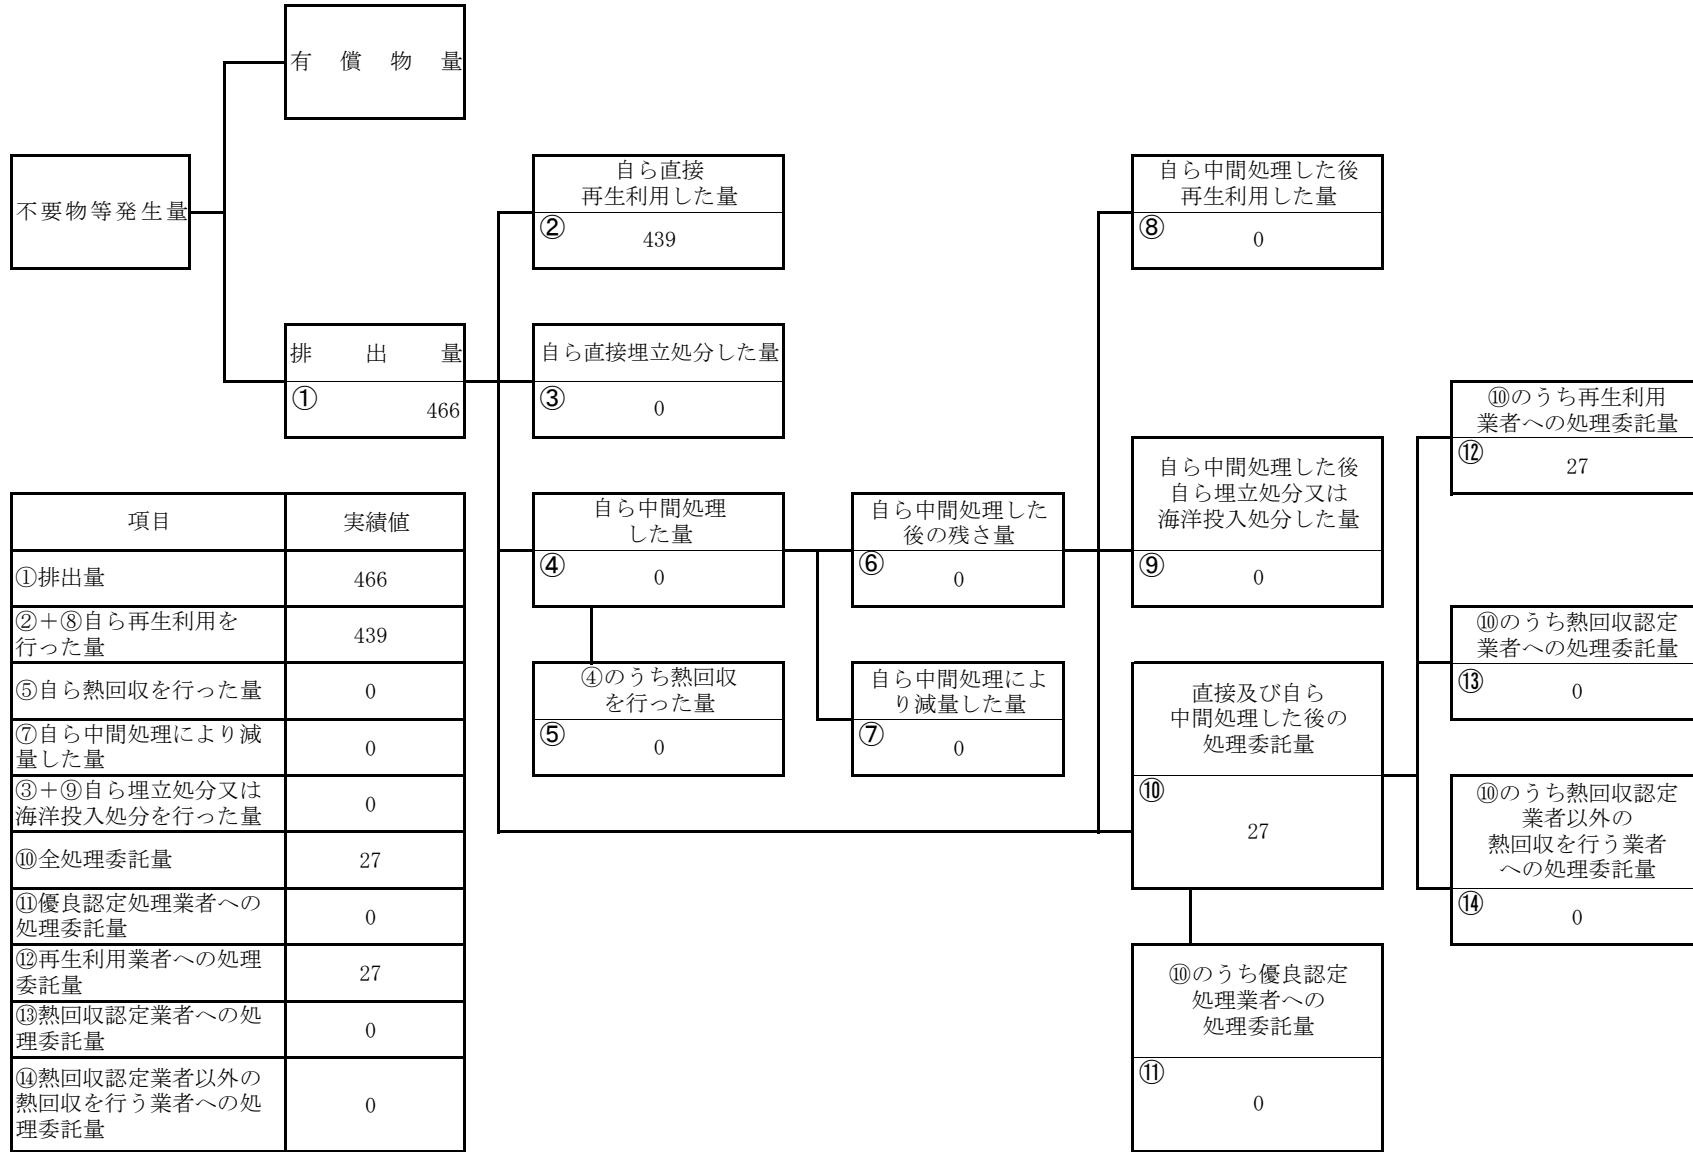 有償物量
不要物等発生量
排出量
①
466
自ら直接
再生利用した量
②
439
自ら直接埋立処分した量
③
0
自ら中間処理
した量
④
0
④のうち熱回収
を行った量
⑤
0
自ら中間処理した
後の残さ量
⑥
0
自ら中間処理によ
り減量した量
⑦
0
自ら中間処理した後
再生利用した量
⑧
0
自ら中間処理した後
自ら埋立処分又は
海洋投入処分した量
⑨
0
直接及び自ら
中間処理した後の
処理委託量
⑩
27
⑩のうち優良認定
処理業者への
処理委託量
⑪
0
⑩のうち再生利用
業者への処理委託量
⑫
27
⑩のうち熱回収認定
業者への処理委託量
⑬
0
⑩のうち熱回収認定
業者以外の
熱回収を行う業者
への処理委託量
⑭
0
項目 実績値
①排出量 466
②＋⑧自ら再生利用を
行った量 439
⑤自ら熱回収を行った量 0
⑦自ら中間処理により減
量した量 0
③＋⑨自ら埋立処分又は
海洋投入処分を行った量 0
⑩全処理委託量 27
⑪優良認定処理業者への
処理委託量 0
⑫再生利用業者への処理
委託量 27
⑬熱回収認定業者への処
理委託量 0
⑭熱回収認定業者以外の
熱回収を行う業者への処
理委託量 0